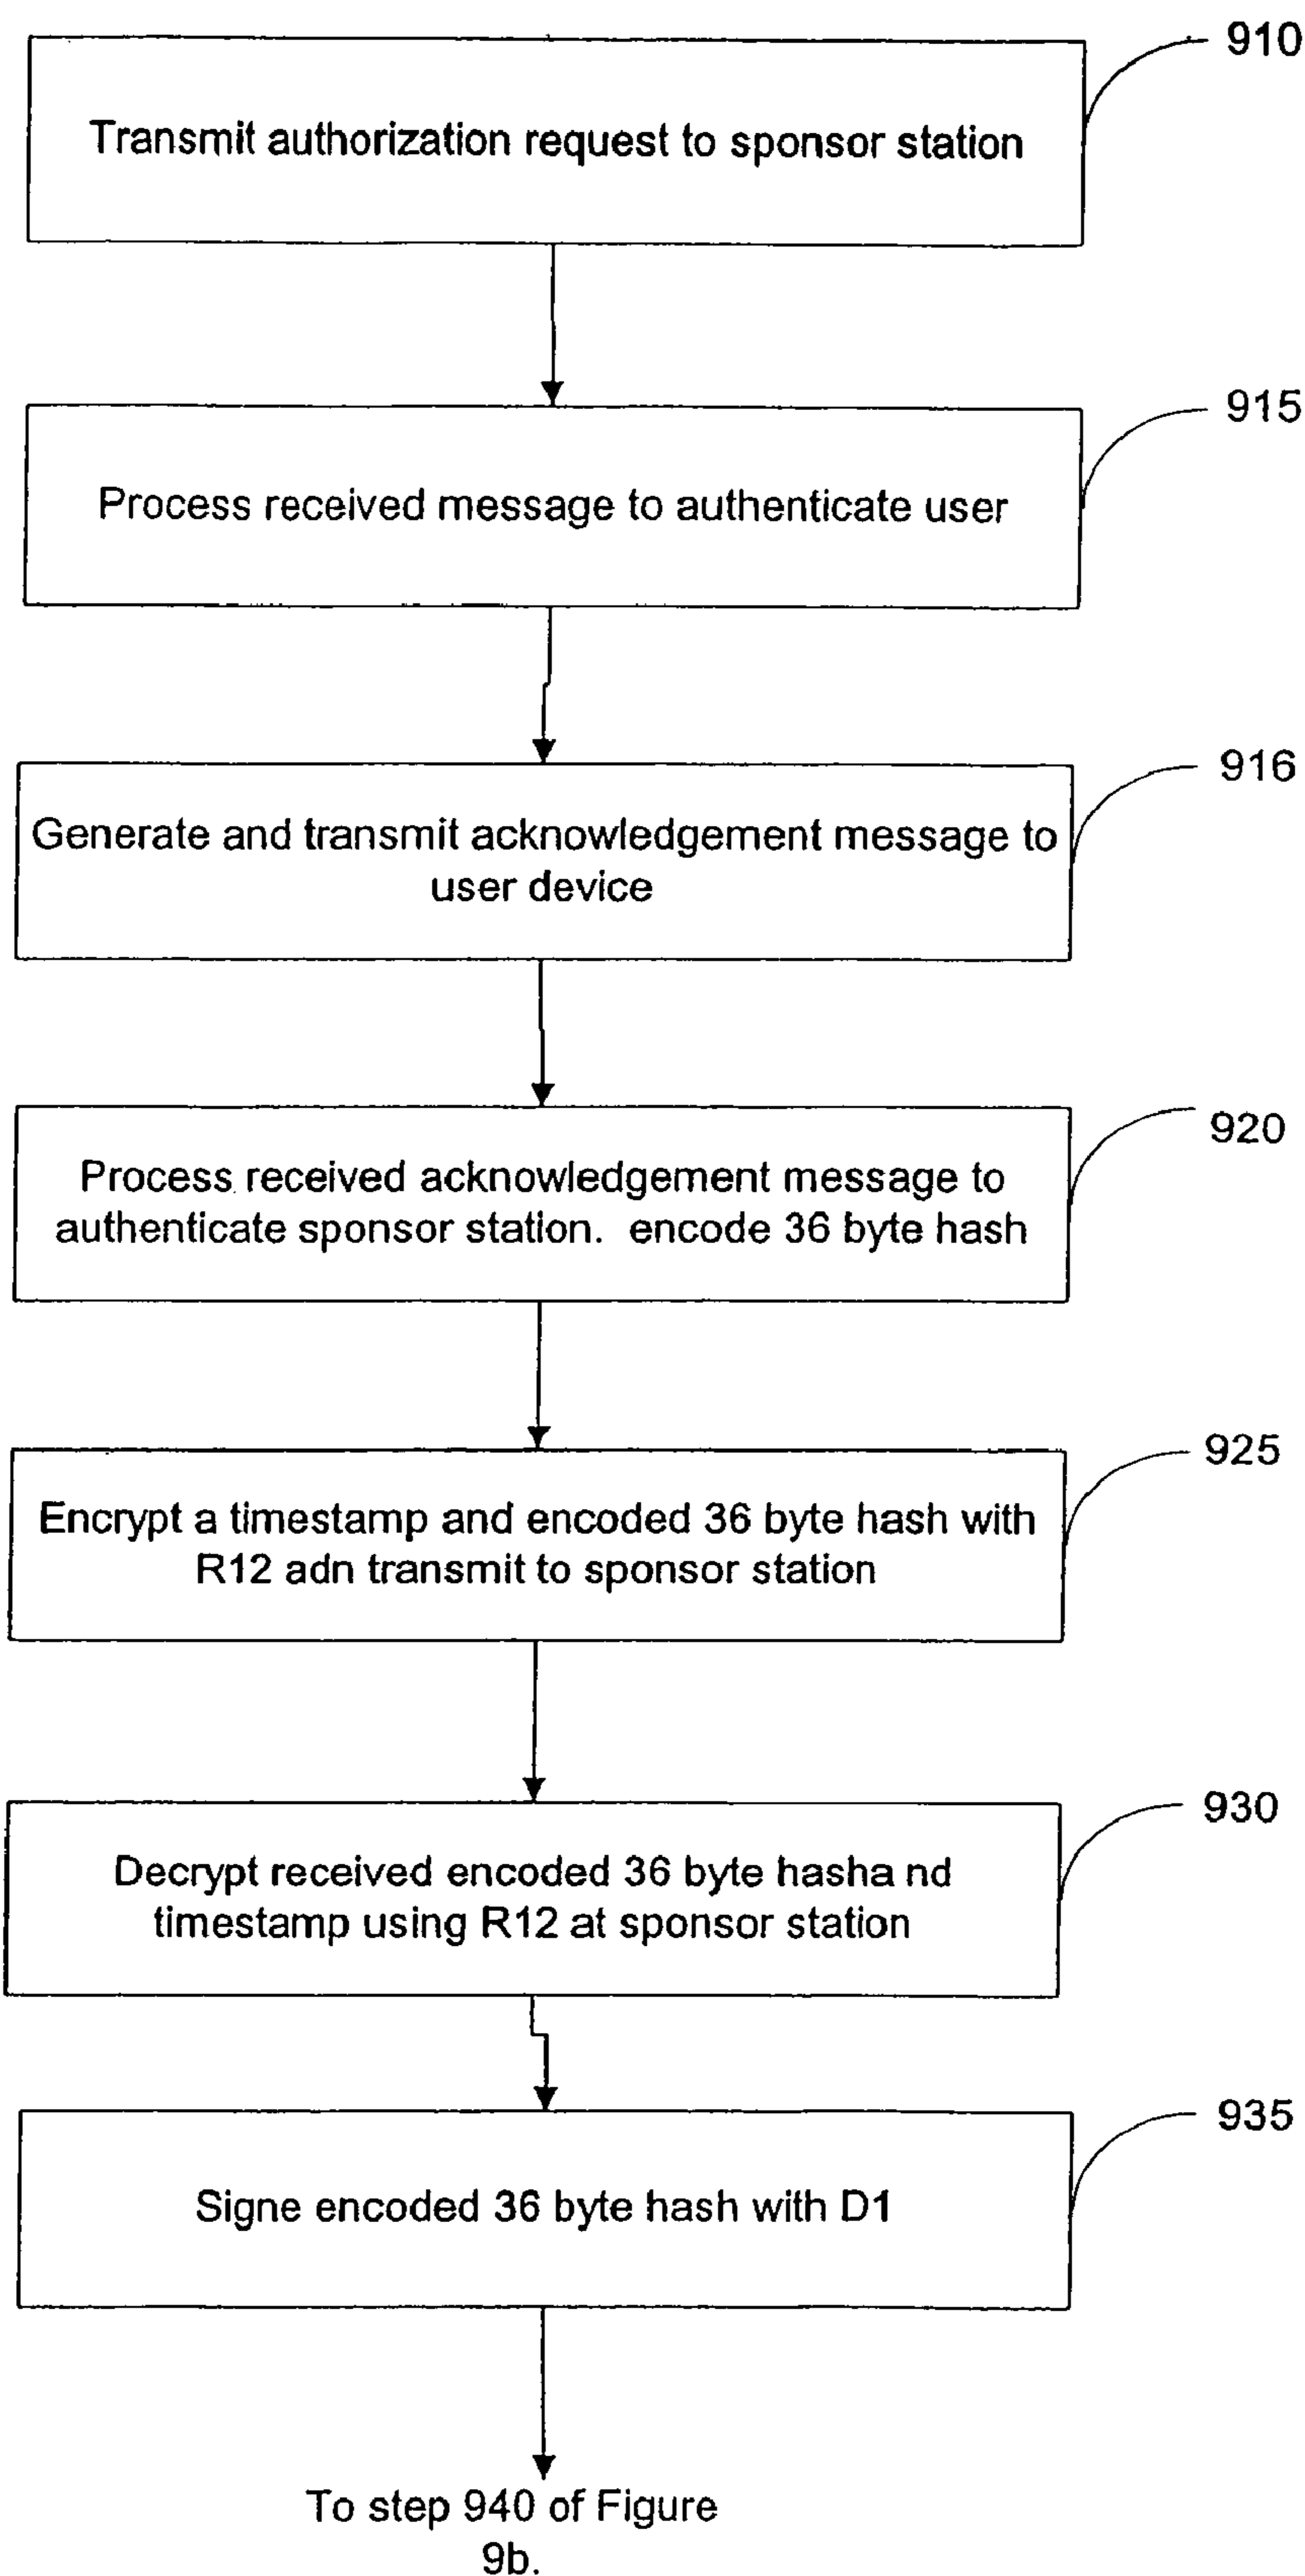 910
Transmit authorization request to sponsor station
915
Process received message to authenticate user
916
Generate and transmit acknowledgement message to
user device
920
Process received acknowledgement message to
authenticate sponsor station.  encode 36 byte hash
925
Encrypt a timestamp and encoded 36 byte hash with
R12 adn transmit to sponsor station
930
Decrypt received encoded 36 byte hasha nd
timestamp using R12 at sponsor station
935
Signe encoded 36 byte hash with D1
To step 940 of Figure
9b.